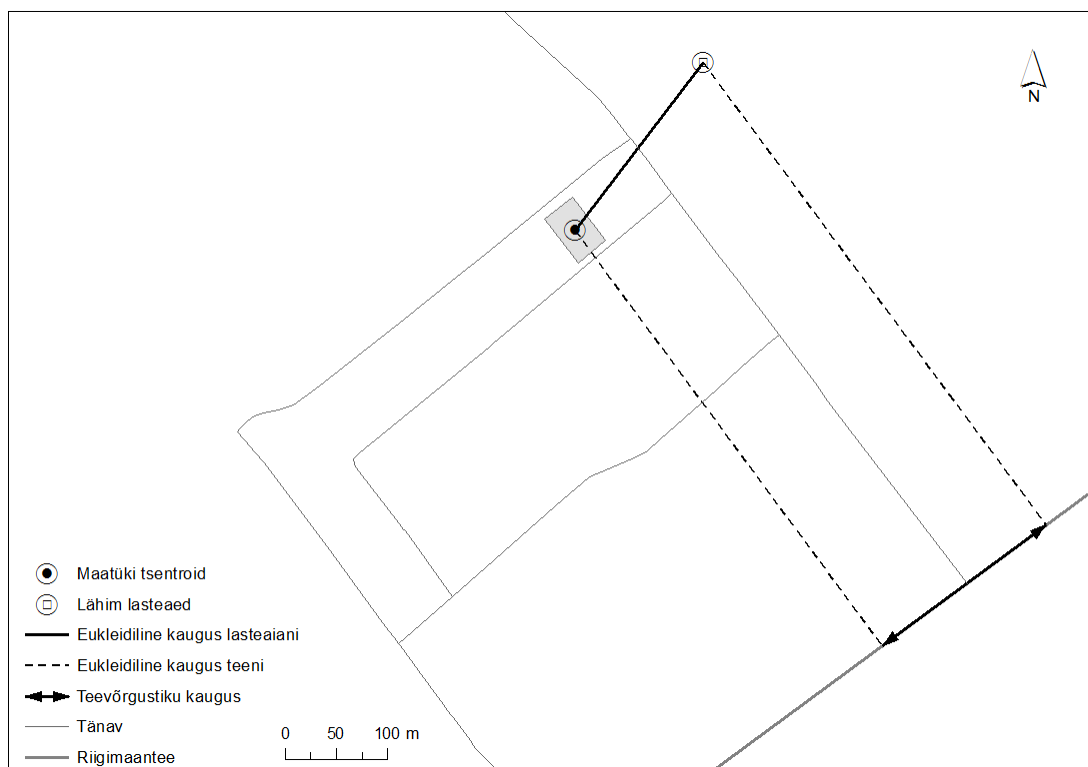 N
Maatüki tsentroid
Lähim lasteaed
Eukleidiline kaugus lasteaiani
Eukleidiline kaugus teeni
Teevõrgustiku kaugus
Tänav
Riigimaantee
0 50 100 m